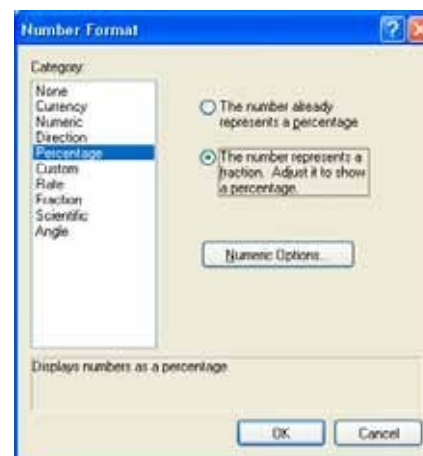 Number Format
Category:
None
Currency
Numeric
Direction
Percentage
Custom
Rate
Fraction
Scientific
Angle
The number already
represents a percentage
The number represents a
fraction. Adjust it to show
a percentage.
Numeric Options...
Displays numbers as a percentage
OK
Cancel